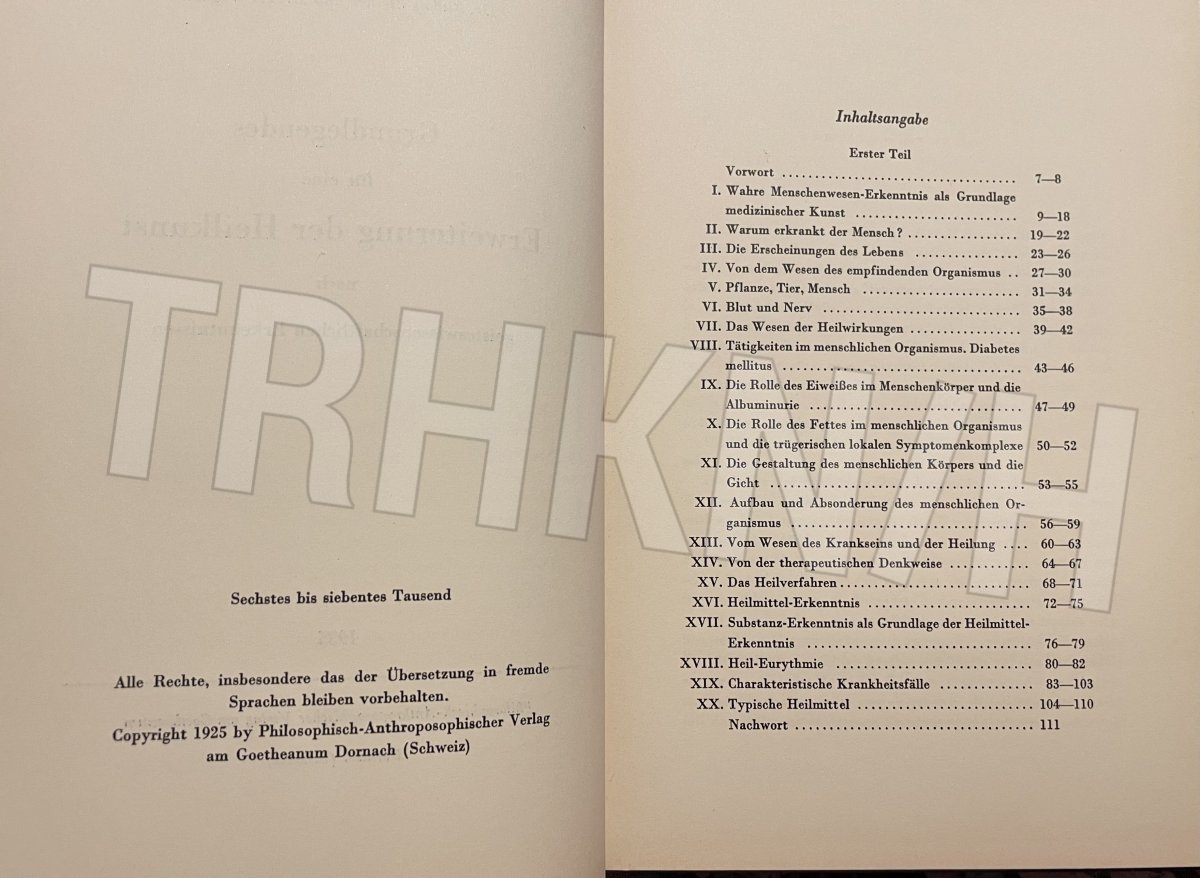 Sechstes bis siebentes Tausend
Alle Rechte, insbesondere das der Übersetzung in fremde
Sprachen bleiben vorbehalten.
Copyright 1925 by Philosophisch-Anthroposophischer Verlag
am Goetheanum Dornach (Schweiz)
Inhaltsangabe
Erster Teil
Vorwort .................................... 7—8
I. Wahre Menschenwesen-Erkenntnis als Grundlage
medizinischer Kunst ......................... 9—18
II. Warum erkrankt der Mensch? ................. 19—22
III. Die Erscheinungen des Lebens ................ 23—26
IV. Von dem Wesen des empfindenden Organismus .. 27—30
V. Pflanze, Tier, Mensch ........................ 31—34
VI. Blut und Nerv .............................. 35—38
VII. Das Wesen der Heilwirkungen ................. 39—42
VIII. Tätigkeiten im menschlichen Organismus. Diabetes
mellitus ..................................... 43—46
IX. Die Rolle des Eiweißes im Menschenkörper und die
Albuminurie ................................. 47—49
X. Die Rolle des Fettes im menschlichen Organismus
und die trügerischen lokalen Symptomenkomplexe 50—52
XI. Die Gestaltung des menschlichen Körpers und die
Gicht ....................................... 53—55
XII. Aufbau und Absonderung des menschlichen Or-
ganismus .................................... 56—59
XIII. Vom Wesen des Krankseins und der Heilung .... 60—63
XIV. Von der therapeutischen Denkweise ............ 64—67
XV. Das Heilverfahren ............................. 68—71
XVI. Heilmittel-Erkenntnis ......................... 72—75
XVII. Substanz-Erkenntnis als Grundlage der Heilmittel-
Erkenntnis ................................... 76—79
XVIII. Heil-Eurythmie .............................. 80—82
XIX. Charakteristische Krankheitsfälle .............. 83—103
XX. Typische Heilmittel ........................... 104—110
Nachwort .................................... 111
TRHKN/H